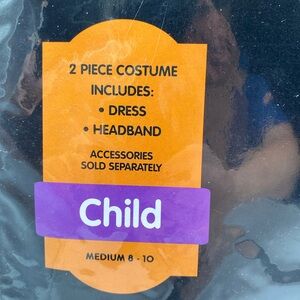 2 PIECE COSTUME
INCLUDES:
• DRESS
• HEADBAND
ACCESSORIES
SOLD SEPARATELY
Child
MEDIUM 8 - 10